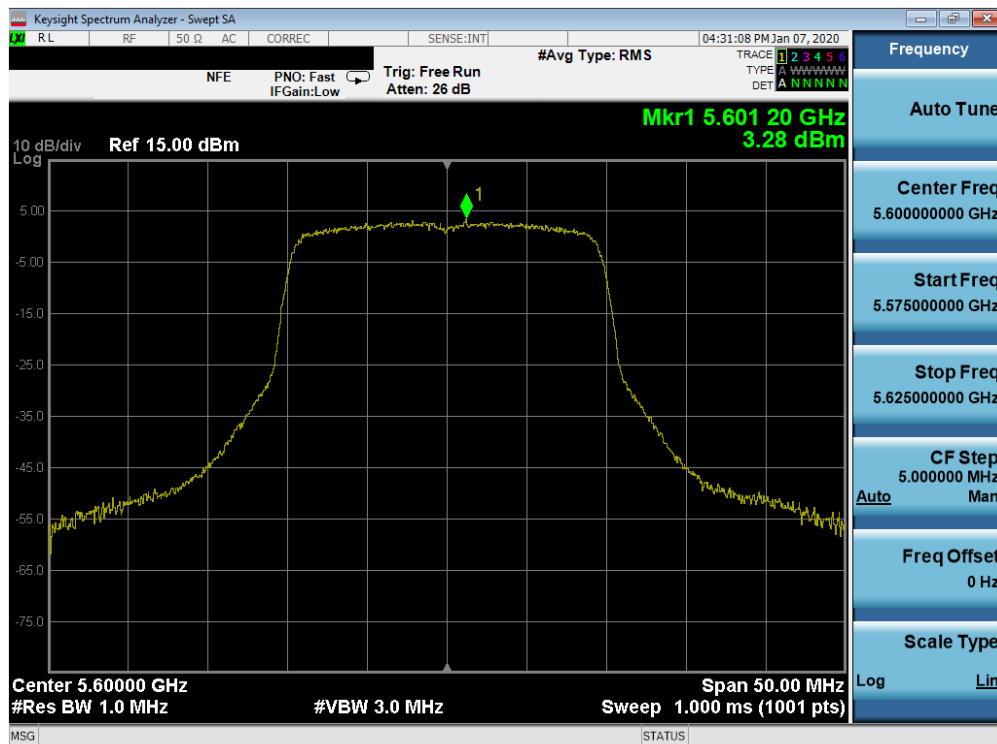 Keysight Spectrum Analyzer - Swept SA
LXI RL RF 50 Ω AC CORREC SENSE:INT 04:31:08 PM Jan 07, 2020
#Avg Type: RMS TRACE 1 2 3 4 5 6
NFE PNO: Fast Trig: Free Run TYPE A WWWWW
IFGain:Low Atten: 26 dB DET A N N N N N
Mkr1 5.601 20 GHz
3.28 dBm
10 dB/div Ref 15.00 dBm
Log
1
5.00
-5.00
-15.0
-25.0
-35.0
-45.0
-55.0
-65.0
-75.0
Center 5.60000 GHz Span 50.00 MHz
#Res BW 1.0 MHz #VBW 3.0 MHz Sweep 1.000 ms (1001 pts)
MSG STATUS
Frequency
Auto Tune
Center Freq
5.600000000 GHz
Start Freq
5.575000000 GHz
Stop Freq
5.625000000 GHz
CF Step
5.000000 MHz
Auto Man
Freq Offset
0 Hz
Scale Type
Log Lin